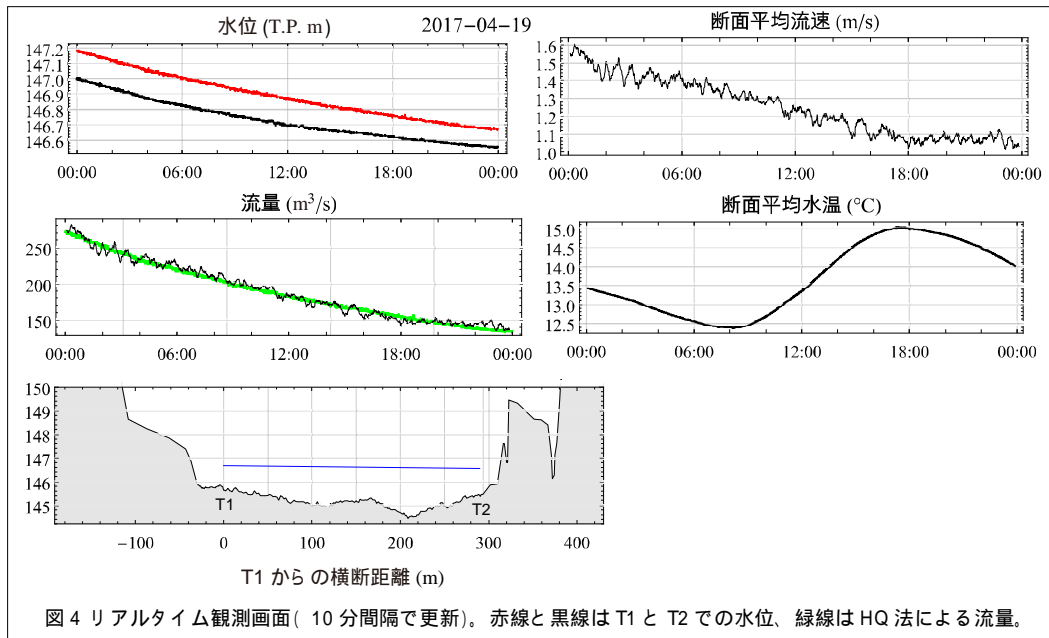 水位 (T.P. m)
2017−04−19
147.2
147.0
146.9
146.8
146.7
146.6
00:00 06:00 12:00 18:00 00:00
断面平均流速 (m/s)
1.6
1.5
1.4
1.3
1.2
1.1
1.0
00:00 06:00 12:00 18:00 00:00
流量 (m³/s)
250
200
150
00:00 06:00 12:00 18:00 00:00
断面平均水温 (°C)
15.0
14.5
14.0
13.5
13.0
12.5
00:00 06:00 12:00 18:00 00:00
150
149
148
147
146
145
T1
T2
−100 0 100 200 300 400
T1 からの横断距離 (m)
図 4 リアルタイム観測画面( 10 分間隔で更新)。赤線と黒線は T1 と T2 での水位、緑線は HQ 法による流量。